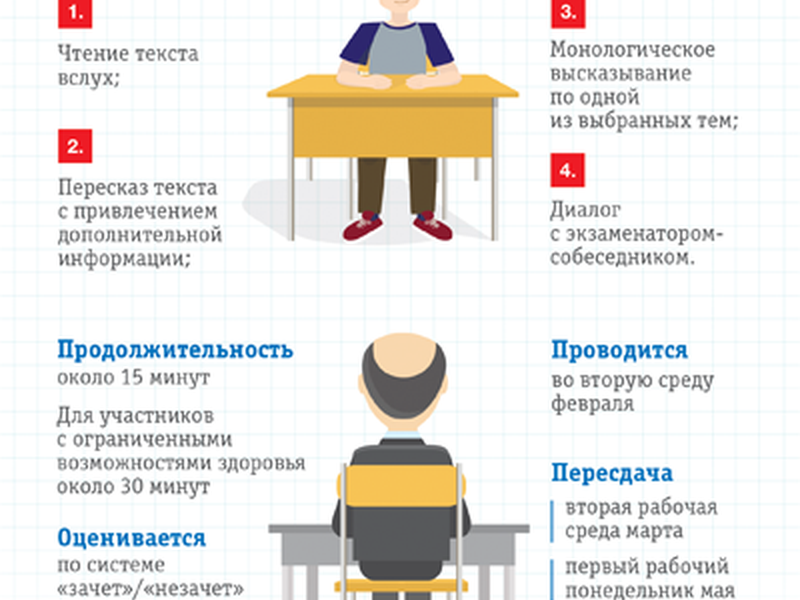 1.
Чтение текста
вслух;
2.
Пересказ текста
с привлечением
дополнительной
информации;
3.
Монологическое
высказывание
по одной
из выбранных тем;
4.
Диалог
с экзаменатором-
собеседником.
Продолжительность
около 15 минут
Для участников
с ограниченными
возможностями здоровья
около 30 минут
Оценивается
по системе
«зачет»/«незачет»
Проводится
во вторую среду
февраля
Пересдача
вторая рабочая
среда марта
первый рабочий
понедельник мая